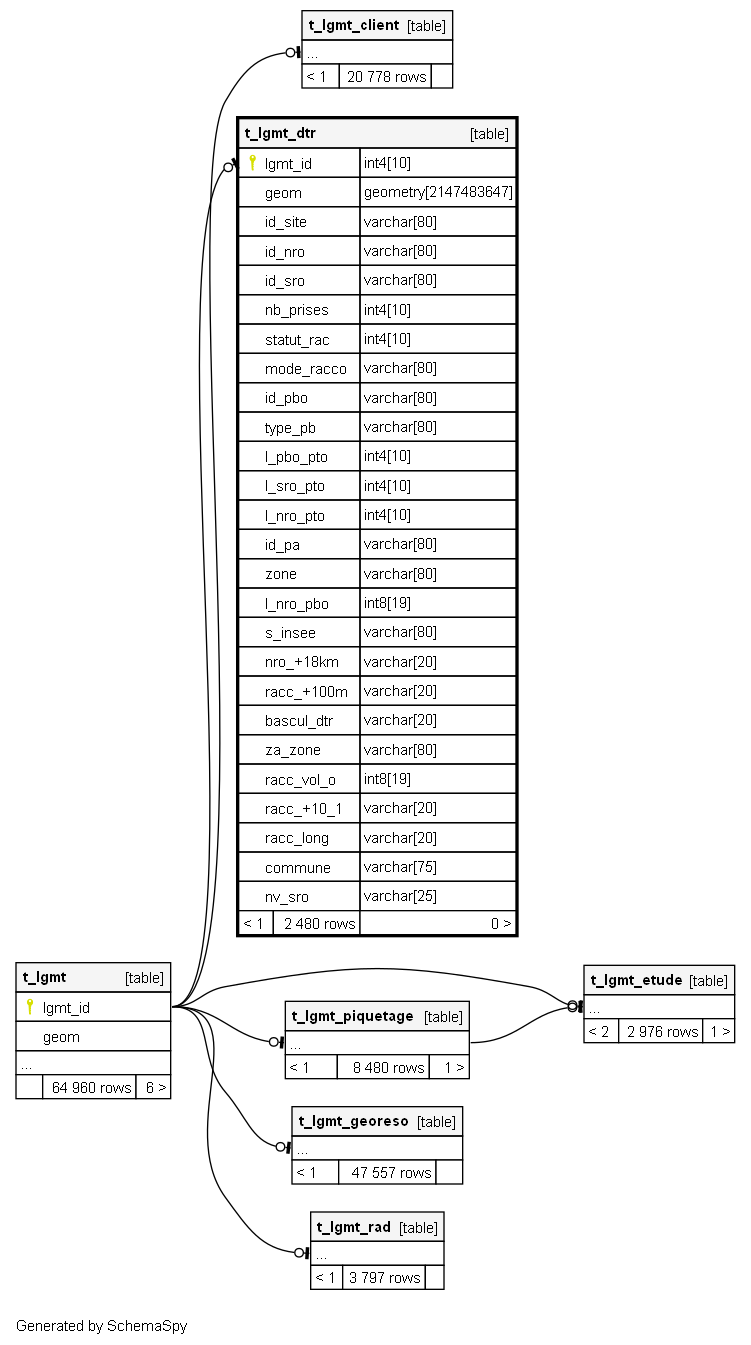 t_lgmt_client [table]
...
< 1 20 778 rows
t_lgmt_dtr [table]
lgmt_id int4[10]
geom geometry[2147483647]
id_site varchar[80]
id_nro varchar[80]
id_sro varchar[80]
nb_prises int4[10]
statut_rac int4[10]
mode_racco varchar[80]
id_pbo varchar[80]
type_pb varchar[80]
l_pbo_pto int4[10]
l_sro_pto int4[10]
l_nro_pto int4[10]
id_pa varchar[80]
zone varchar[80]
l_nro_pbo int8[19]
s_insee varchar[80]
nro_+18km varchar[20]
racc_+100m varchar[20]
bascul_dtr varchar[20]
za_zone varchar[80]
racc_vol_o int8[19]
racc_+10_1 varchar[20]
racc_long varchar[20]
commune varchar[75]
nv_sro varchar[25]
< 1 2 480 rows 0 >
t_lgmt [table]
lgmt_id
geom
...
64 960 rows 6 >
t_lgmt_etude [table]
...
< 2 2 976 rows 1 >
t_lgmt_piquetage [table]
...
< 1 8 480 rows 1 >
t_lgmt_georeso [table]
...
< 1 47 557 rows
t_lgmt_rad [table]
...
< 1 3 797 rows
Generated by SchemaSpy